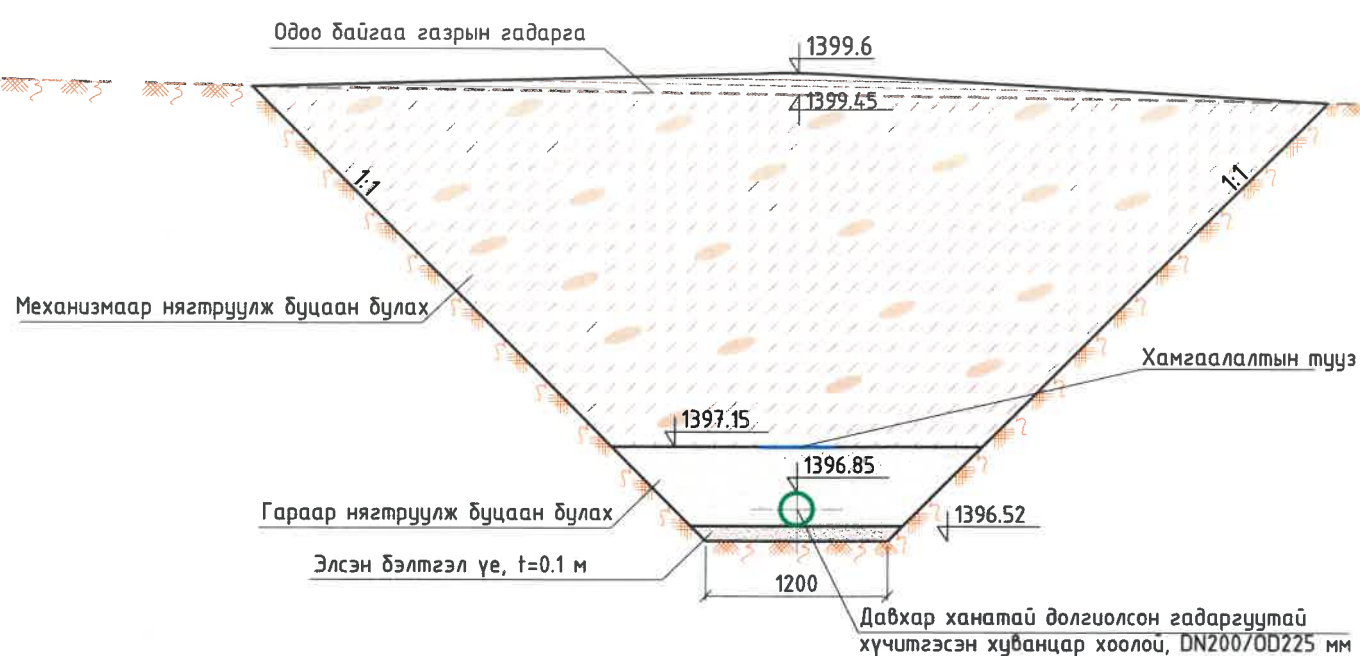 Одоо байгаа газрын гадарга
1399.6
1399.45
1:1
1:1
Механизмаар нягтруулж буцаан булах
Хамгаалалтын тууз
1397.15
1396.85
Гараар нягтруулж буцаан булах
1396.52
Элсэн бэлтгэл үе, t=0.1 м
1200
Давхар ханатай долгиолсон гадаргуутай
хүчитгэсэн хуванцар хоолой, DN200/OD225 мм